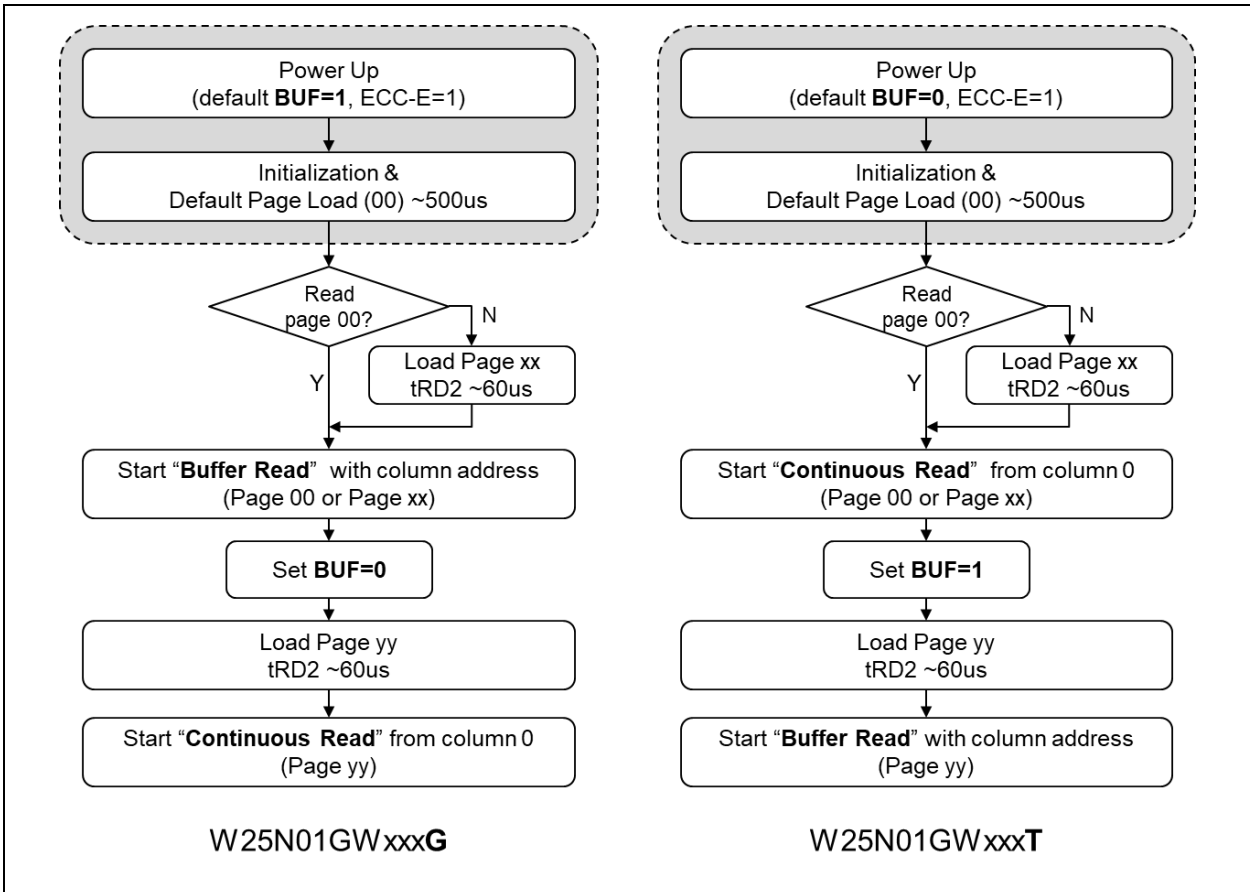 Power Up
(default BUF=1, ECC-E=1)
Initialization &
Default Page Load (00) ~500us
Read
page 00?
N
Load Page xx
tRD2 ~60us
Y
Start “Buffer Read” with column address
(Page 00 or Page xx)
Set BUF=0
Load Page yy
tRD2 ~60us
Start “Continuous Read” from column 0
(Page yy)
W25N01GWxxxG
Power Up
(default BUF=0, ECC-E=1)
Initialization &
Default Page Load (00) ~500us
Read
page 00?
N
Load Page xx
tRD2 ~60us
Y
Start “Continuous Read” from column 0
(Page 00 or Page xx)
Set BUF=1
Load Page yy
tRD2 ~60us
Start “Buffer Read” with column address
(Page yy)
W25N01GWxxxT